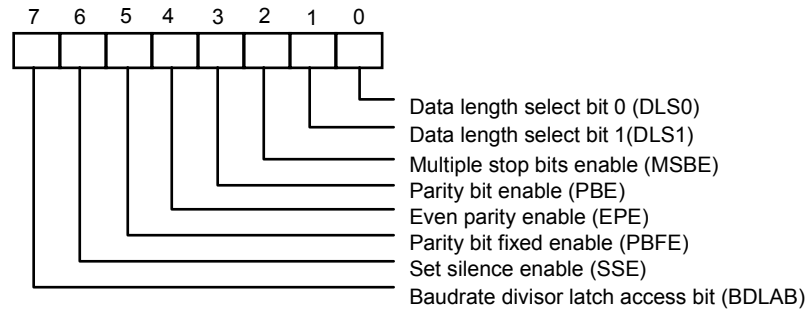 7 6 5 4 3 2 1 0
Data length select bit 0 (DLS0)
Data length select bit 1(DLS1)
Multiple stop bits enable (MSBE)
Parity bit enable (PBE)
Even parity enable (EPE)
Parity bit fixed enable (PBFE)
Set silence enable (SSE)
Baudrate divisor latch access bit (BDLAB)